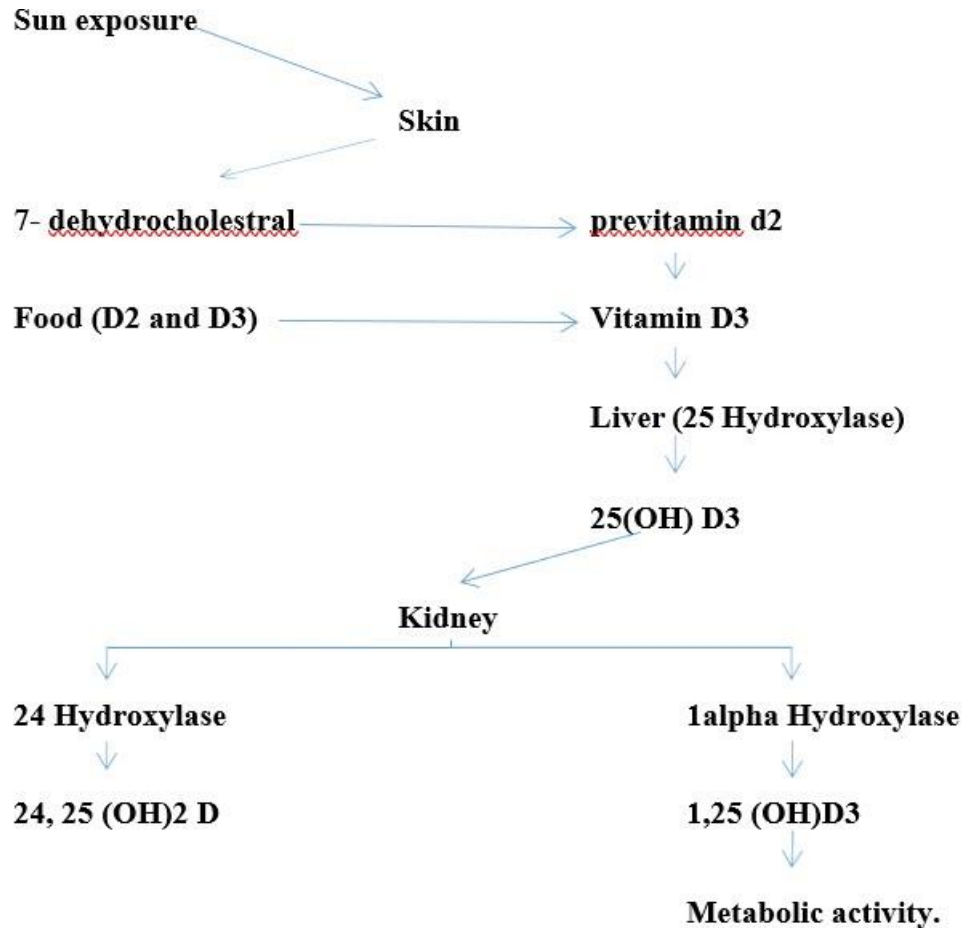 Sun exposure
Skin
7- dehydrocholestral
previtamin d2
Food (D2 and D3)
Vitamin D3
Liver (25 Hydroxylase)
25(OH) D3
Kidney
24 Hydroxylase
1alpha Hydroxylase
24, 25 (OH)2 D
1,25 (OH)D3
Metabolic activity.